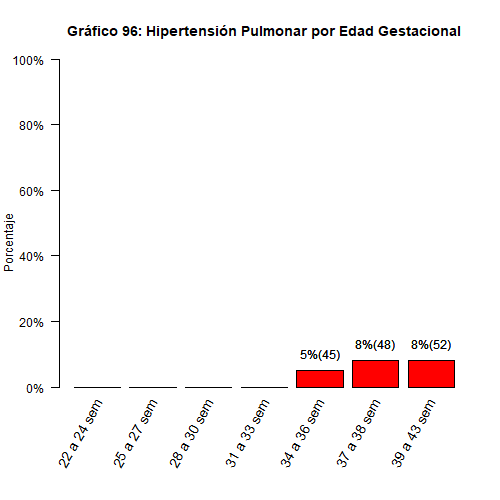 Gráfico 96: Hipertensión Pulmonar por Edad Gestacional
Porcentaje
100%
80%
60%
40%
20%
0%
5%(45)
8%(48)
8%(52)
22 a 24 sem
25 a 27 sem
28 a 30 sem
31 a 33 sem
34 a 36 sem
37 a 38 sem
39 a 43 sem